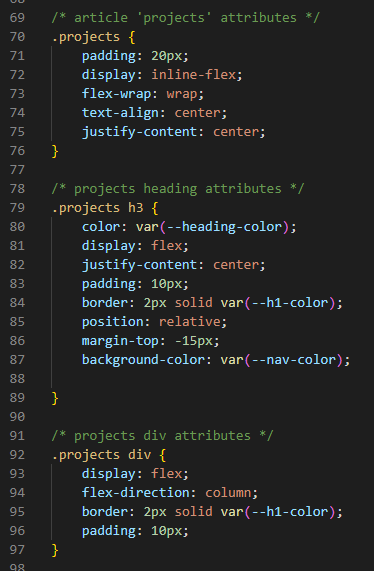 69 /* article 'projects' attributes */
70 .projects {
71 padding: 20px;
72 display: inline-flex;
73 flex-wrap: wrap;
74 text-align: center;
75 justify-content: center;
76 }
77
78 /* projects heading attributes */
79 .projects h3 {
80 color: var(--heading-color);
81 display: flex;
82 justify-content: center;
83 padding: 10px;
84 border: 2px solid var(--h1-color);
85 position: relative;
86 margin-top: -15px;
87 background-color: var(--nav-color);
88
89 }
90
91 /* projects div attributes */
92 .projects div {
93 display: flex;
94 flex-direction: column;
95 border: 2px solid var(--h1-color);
96 padding: 10px;
97 }
98